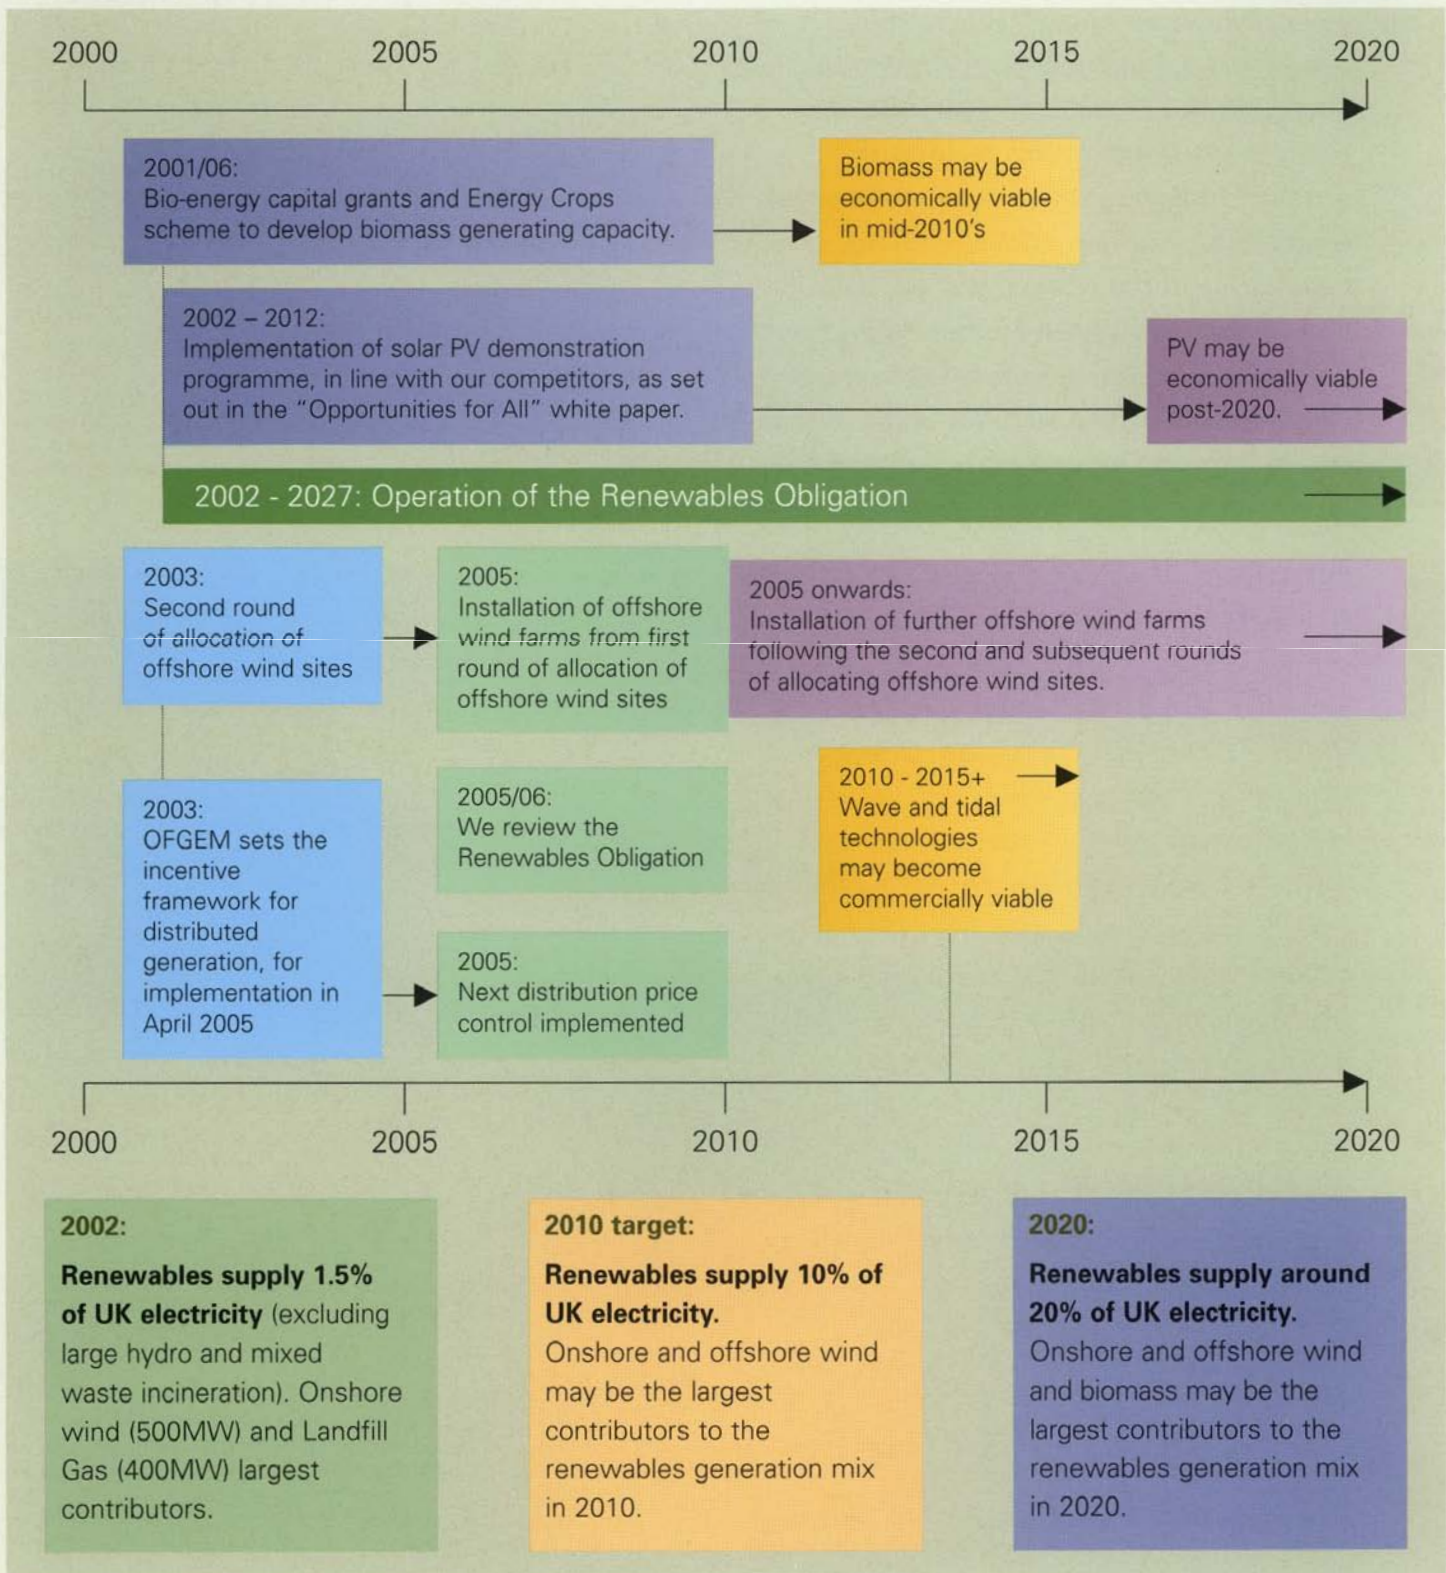 2000 2005 2010 2015 2020
2001/06:
Bio-energy capital grants and Energy Crops
scheme to develop biomass generating capacity.
Biomass may be
economically viable
in mid-2010's
2002 – 2012:
Implementation of solar PV demonstration
programme, in line with our competitors, as set
out in the “Opportunities for All” white paper.
PV may be
economically viable
post-2020.
2002 - 2027: Operation of the Renewables Obligation
2003:
Second round
of allocation of
offshore wind sites
2005:
Installation of offshore
wind farms from first
round of allocation of
offshore wind sites
2005 onwards:
Installation of further offshore wind farms
following the second and subsequent rounds
of allocating offshore wind sites.
2003:
OFGEM sets the
incentive
framework for
distributed
generation, for
implementation in
April 2005
2005/06:
We review the
Renewables Obligation
2005:
Next distribution price
control implemented
2010 - 2015+
Wave and tidal
technologies
may become
commercially viable
2000 2005 2010 2015 2020
2002:
Renewables supply 1.5%
of UK electricity (excluding
large hydro and mixed
waste incineration). Onshore
wind (500MW) and Landfill
Gas (400MW) largest
contributors.
2010 target:
Renewables supply 10% of
UK electricity.
Onshore and offshore wind
may be the largest
contributors to the
renewables generation mix
in 2010.
2020:
Renewables supply around
20% of UK electricity.
Onshore and offshore wind
and biomass may be the
largest contributors to the
renewables generation mix
in 2020.